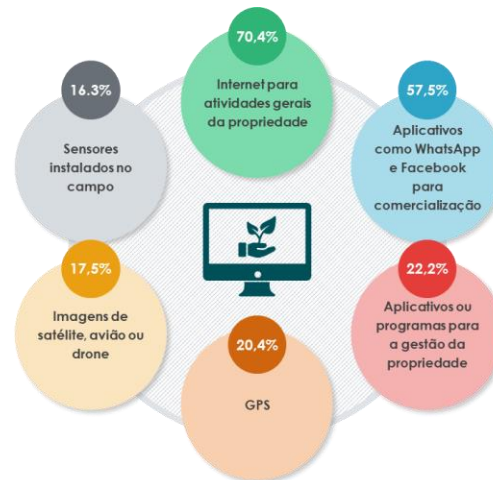 70,4%
Internet para
atividades gerais
da propriedade
57,5%
Aplicativos
como WhatsApp
e Facebook
para
comercialização
22,2%
Aplicativos ou
programas para
a gestão da
propriedade
20,4%
GPS
17,5%
Imagens de
satélite, avião ou
drone
16.3%
Sensores
instalados no
campo